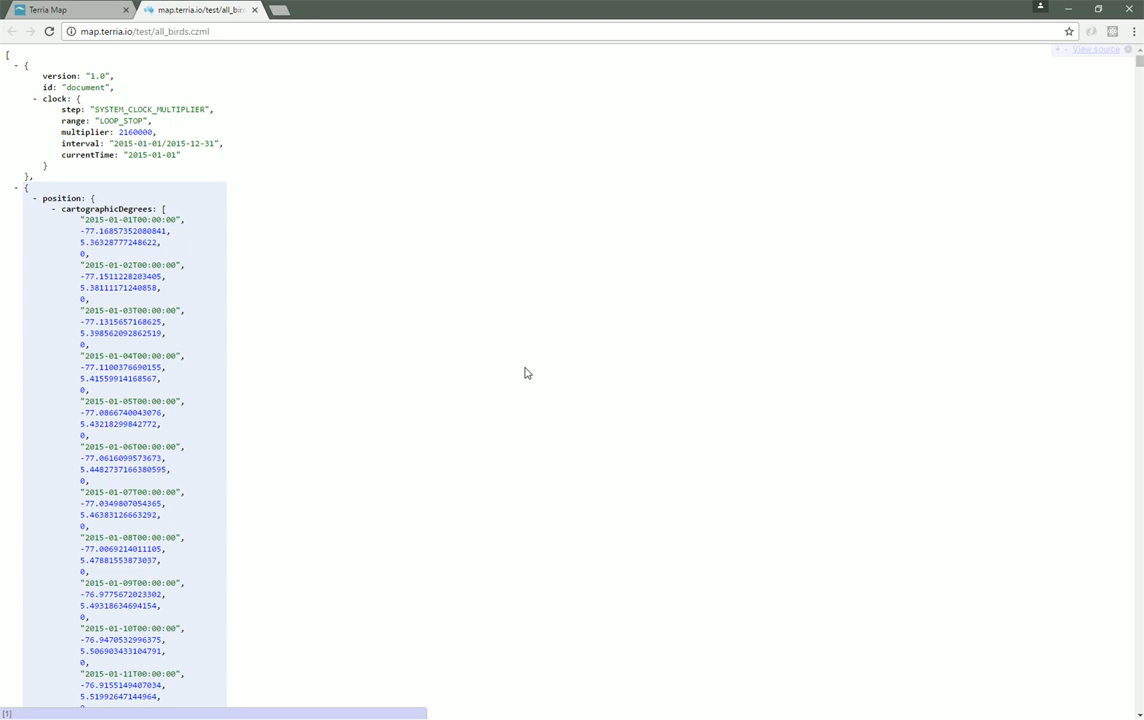 Terria Map
map.terria.io/test/all_b
map.terria.io/test/all_birds.czml
+ - View source
[
- {
version: "1.0",
id: "document",
- clock: {
step: "SYSTEM_CLOCK_MULTIPLIER",
range: "LOOP_STOP",
multiplier: 2160000,
interval: "2015-01-01/2015-12-31",
currentTime: "2015-01-01"
}
},
- {
- position: {
- cartographicDegrees: [
"2015-01-01T00:00:00",
-77.16857352080841,
5.36328777248622,
0,
"2015-01-02T00:00:00",
-77.1511228203405,
5.38111171240858,
0,
"2015-01-03T00:00:00",
-77.1315657168625,
5.398562092862519,
0,
"2015-01-04T00:00:00",
-77.1100376690155,
5.41559914168567,
0,
"2015-01-05T00:00:00",
-77.0866740043076,
5.43218299842772,
0,
"2015-01-06T00:00:00",
-77.0616099573673,
5.4482737166380595,
0,
"2015-01-07T00:00:00",
-77.0349807054365,
5.46383126663292,
0,
"2015-01-08T00:00:00",
-77.0069214011105,
5.47881553873037,
0,
"2015-01-09T00:00:00",
-76.9775672023302,
5.49318634694154,
0,
"2015-01-10T00:00:00",
-76.9470532996375,
5.506903433104791,
0,
"2015-01-11T00:00:00",
-76.9155149407034,
5.51992647144964,
[1]